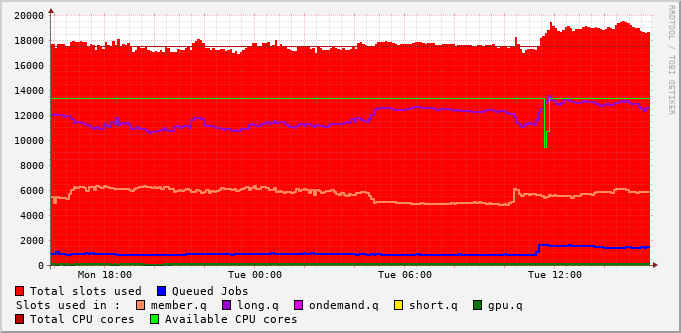 RRDTOOL / TOBI OETIKER
20000
18000
16000
14000
12000
10000
8000
6000
4000
2000
0
Mon 18:00 Tue 00:00 Tue 06:00 Tue 12:00
Total slots used Queued Jobs
Slots used in : member.q long.q ondemand.q short.q gpu.q
Total CPU cores Available CPU cores